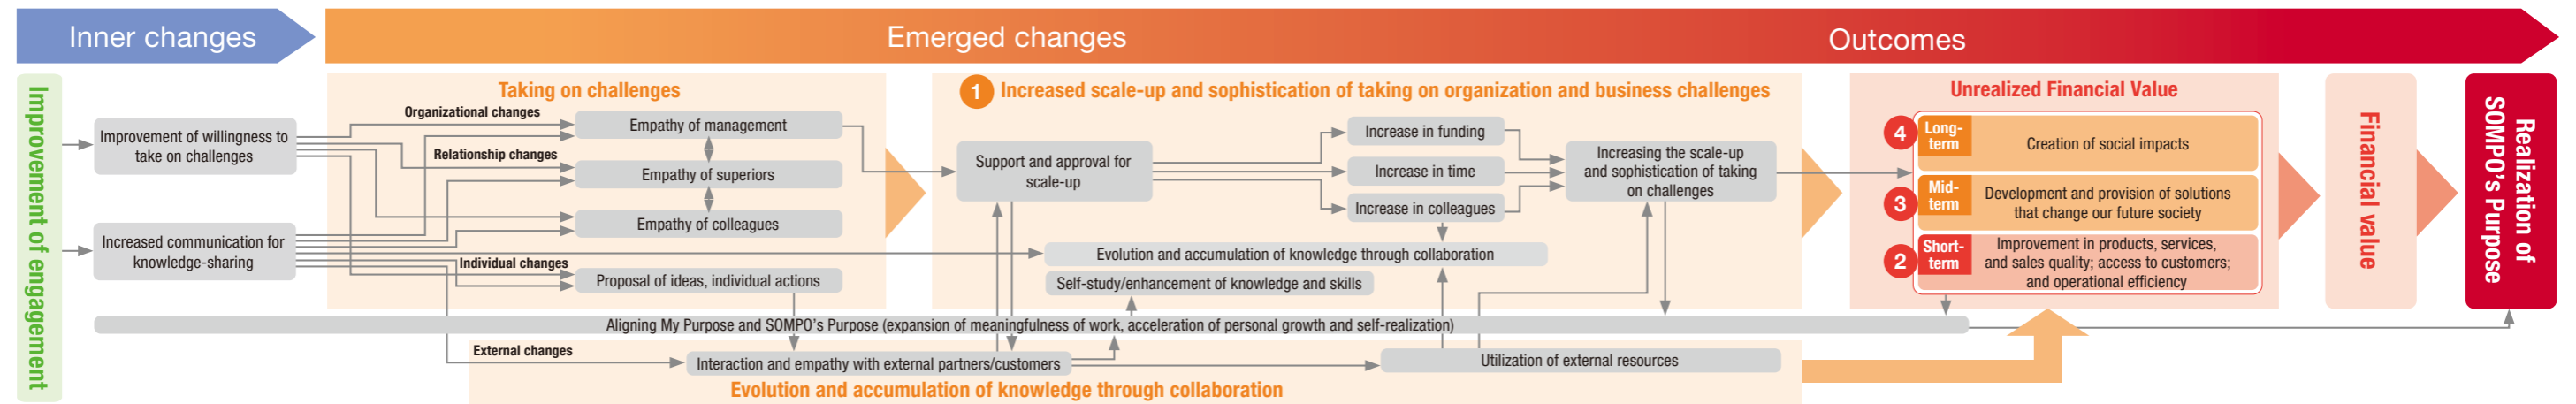 Inner changes
Emerged changes
Outcomes
Improvement of engagement
Improvement of willingness to
take on challenges
Increased communication for
knowledge-sharing
Taking on challenges
Organizational changes
Empathy of management
Relationship changes
Empathy of superiors
Empathy of colleagues
Individual changes
Proposal of ideas, individual actions
1 Increased scale-up and sophistication of taking on organization and business challenges
Support and approval for
scale-up
Increase in funding
Increase in time
Increase in colleagues
Increasing the scale-up
and sophistication of taking
on challenges
Evolution and accumulation of knowledge through collaboration
Self-study/enhancement of knowledge and skills
Aligning My Purpose and SOMPO's Purpose (expansion of meaningfulness of work, acceleration of personal growth and self-realization)
External changes
Interaction and empathy with external partners/customers
Utilization of external resources
Evolution and accumulation of knowledge through collaboration
Unrealized Financial Value
4
Long-
term
Creation of social impacts
3
Mid-
term
Development and provision of solutions
that change our future society
2
Short-
term
Improvement in products, services,
and sales quality; access to customers;
and operational efficiency
Financial value
Realization of
SOMPO's Purpose